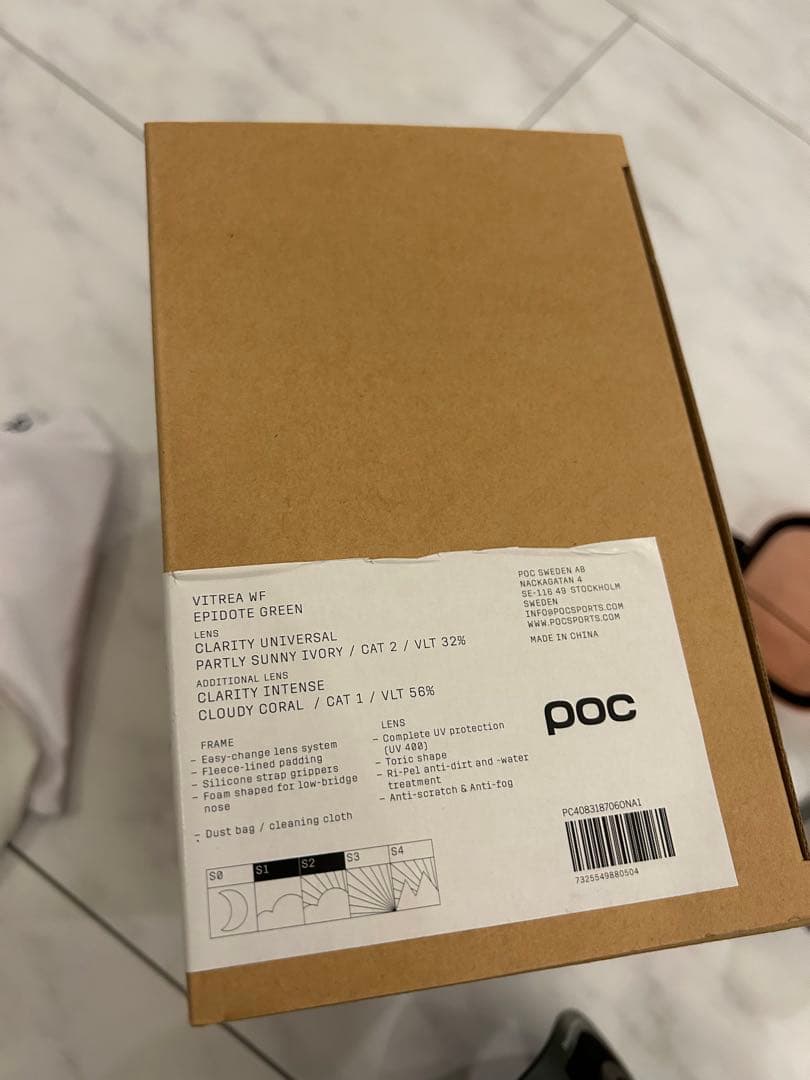 VITREA WF
EPIDOTE GREEN
LENS
CLARITY UNIVERSAL
PARTLY SUNNY IVORY / CAT 2 / VLT 32%
ADDITIONAL LENS
CLARITY INTENSE
CLOUDY CORAL / CAT 1 / VLT 56%
FRAME
- Easy-change lens system
- Fleece-lined padding
- Silicone strap grippers
- Foam shaped for low-bridge
nose
- Dust bag / cleaning cloth
LENS
- Complete UV protection
(UV 400)
- Toric shape
- Ri-Pel anti-dirt and -water
treatment
- Anti-scratch & Anti-fog
S0 S1 S2 S3 S4
POC SWEDEN AB
NACKAGATAN 4
SE-116 49 STOCKHOLM
SWEDEN
INFO@POCSPORTS.COM
WWW.POCSPORTS.COM
MADE IN CHINA
POC
PC408318706ONA1
7325549880504